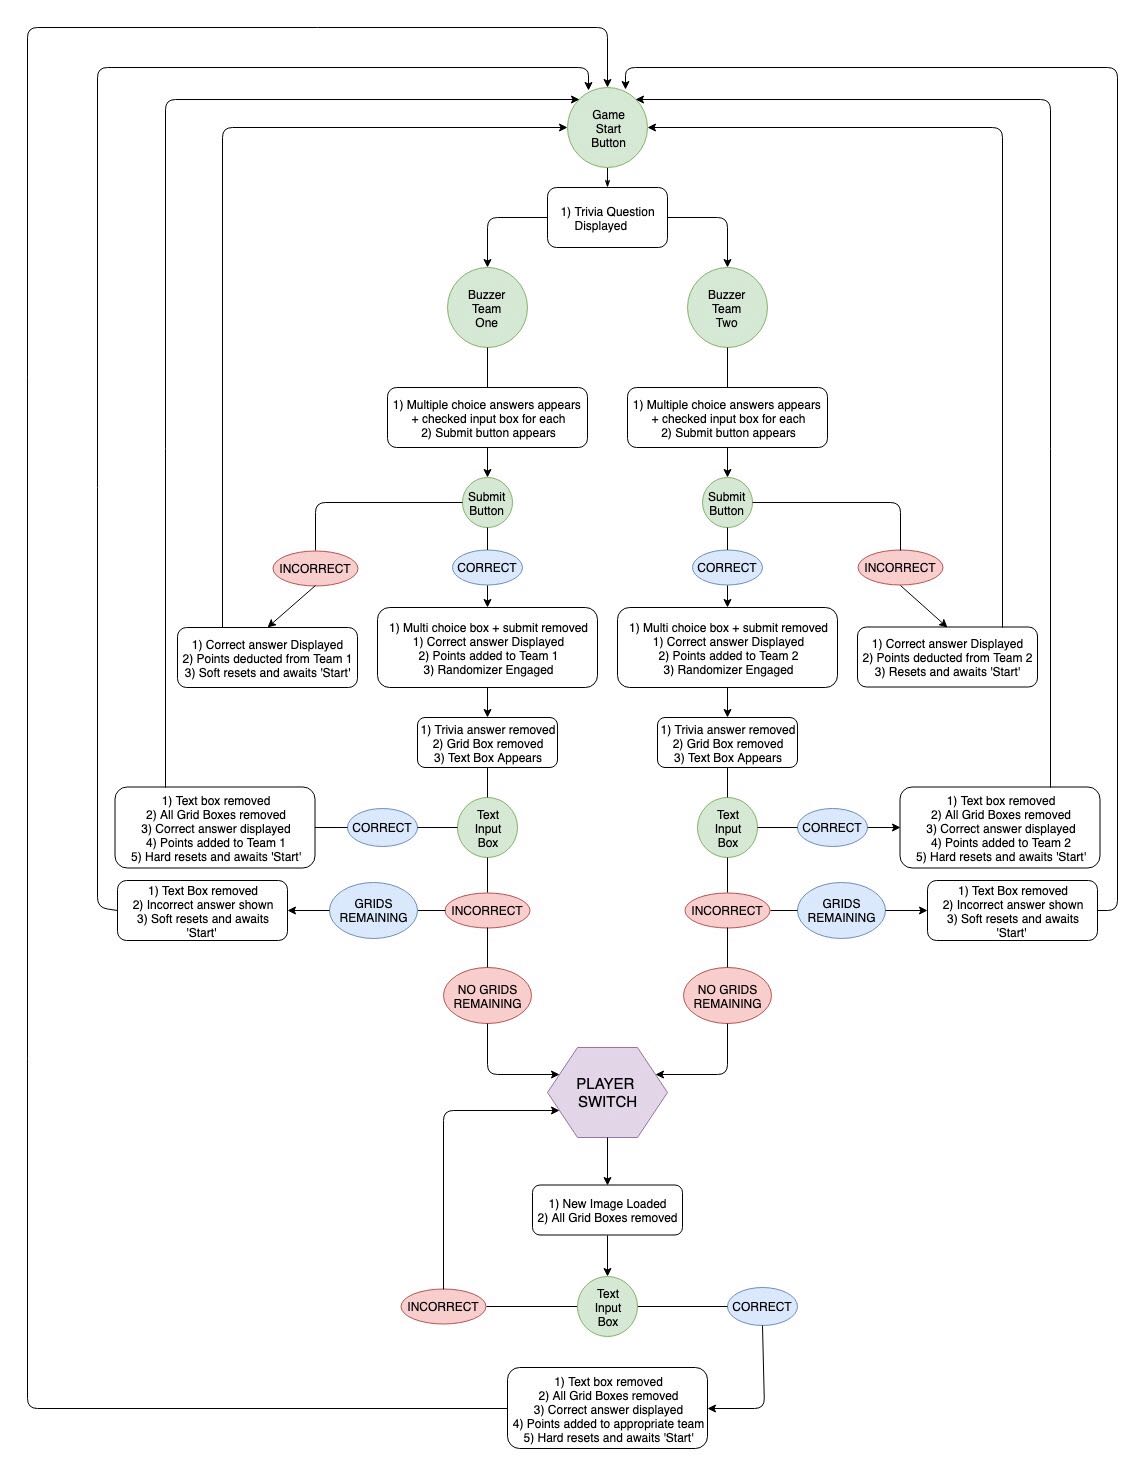 Game
Start
Button
1) Trivia Question
Displayed
Buzzer
Team
One
Buzzer
Team
Two
1) Multiple choice answers appears
+ checked input box for each
2) Submit button appears
1) Multiple choice answers appears
+ checked input box for each
2) Submit button appears
Submit
Button
Submit
Button
INCORRECT
CORRECT
CORRECT
INCORRECT
1) Correct answer Displayed
2) Points deducted from Team 1
3) Soft resets and awaits 'Start'
1) Multi choice box + submit removed
1) Correct answer Displayed
2) Points added to Team 1
3) Randomizer Engaged
1) Multi choice box + submit removed
1) Correct answer Displayed
2) Points added to Team 2
3) Randomizer Engaged
1) Correct answer Displayed
2) Points deducted from Team 2
3) Resets and awaits 'Start'
1) Trivia answer removed
2) Grid Box removed
3) Text Box Appears
1) Trivia answer removed
2) Grid Box removed
3) Text Box Appears
1) Text box removed
2) All Grid Boxes removed
3) Correct answer displayed
4) Points added to Team 1
5) Hard resets and awaits 'Start'
CORRECT
Text
Input
Box
Text
Input
Box
CORRECT
1) Text box removed
2) All Grid Boxes removed
3) Correct answer displayed
4) Points added to Team 2
5) Hard resets and awaits 'Start'
1) Text Box removed
2) Incorrect answer shown
3) Soft resets and awaits
'Start'
GRIDS
REMAINING
INCORRECT
INCORRECT
GRIDS
REMAINING
1) Text Box removed
2) Incorrect answer shown
3) Soft resets and awaits
'Start'
NO GRIDS
REMAINING
NO GRIDS
REMAINING
PLAYER
SWITCH
1) New Image Loaded
2) All Grid Boxes removed
INCORRECT
Text
Input
Box
CORRECT
1) Text box removed
2) All Grid Boxes removed
3) Correct answer displayed
4) Points added to appropriate team
5) Hard resets and awaits 'Start'